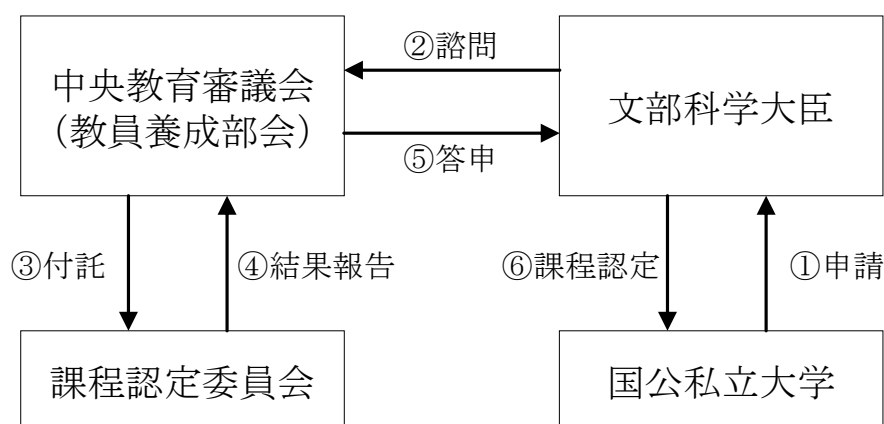 ②諮問
中央教育審議会
（教員養成部会）
文部科学大臣
⑤答申
③付託
④結果報告
⑥課程認定
①申請
課程認定委員会
国公私立大学